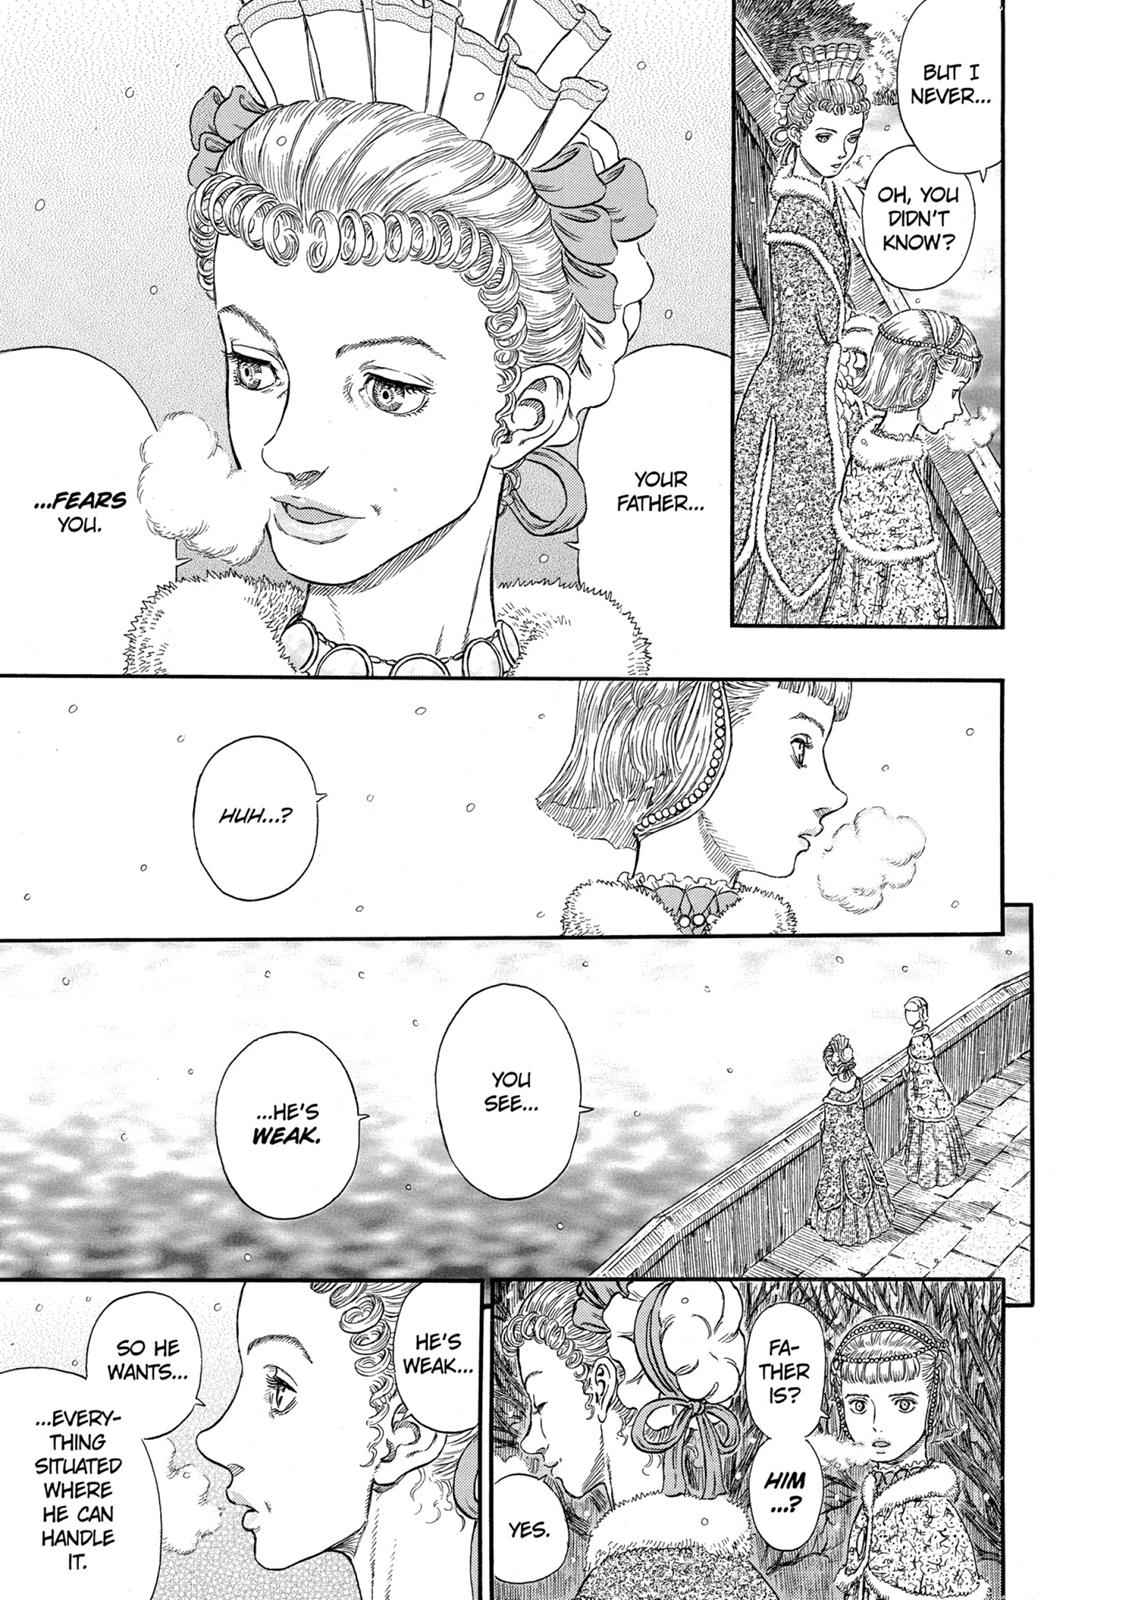 BUT I
NEVER...
OH, YOU
DIDN'T
KNOW?
YOUR
FATHER...
...FEARS
YOU.
HUH...?
YOU
SEE...
...HE'S
WEAK.
FA-
THER
IS?
HIM
...?
YES.
HE'S
WEAK...
SO HE
WANTS...
...EVERY-
THING
SITUATED
WHERE
HE CAN
HANDLE
IT.